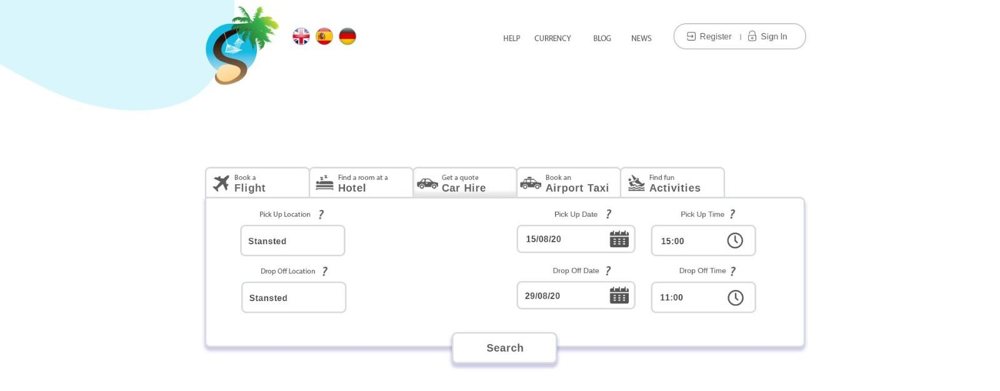 HELP CURRENCY BLOG NEWS Register | Sign In
Book a Find a room at a Get a quote Book an Find fun
Flight Hotel Car Hire Airport Taxi Activities
Pick Up Location ? Pick Up Date ? Pick Up Time ?
Stansted 15/08/20 15:00
Drop Off Location ? Drop Off Date ? Drop Off Time ?
Stansted 29/08/20 11:00
Search